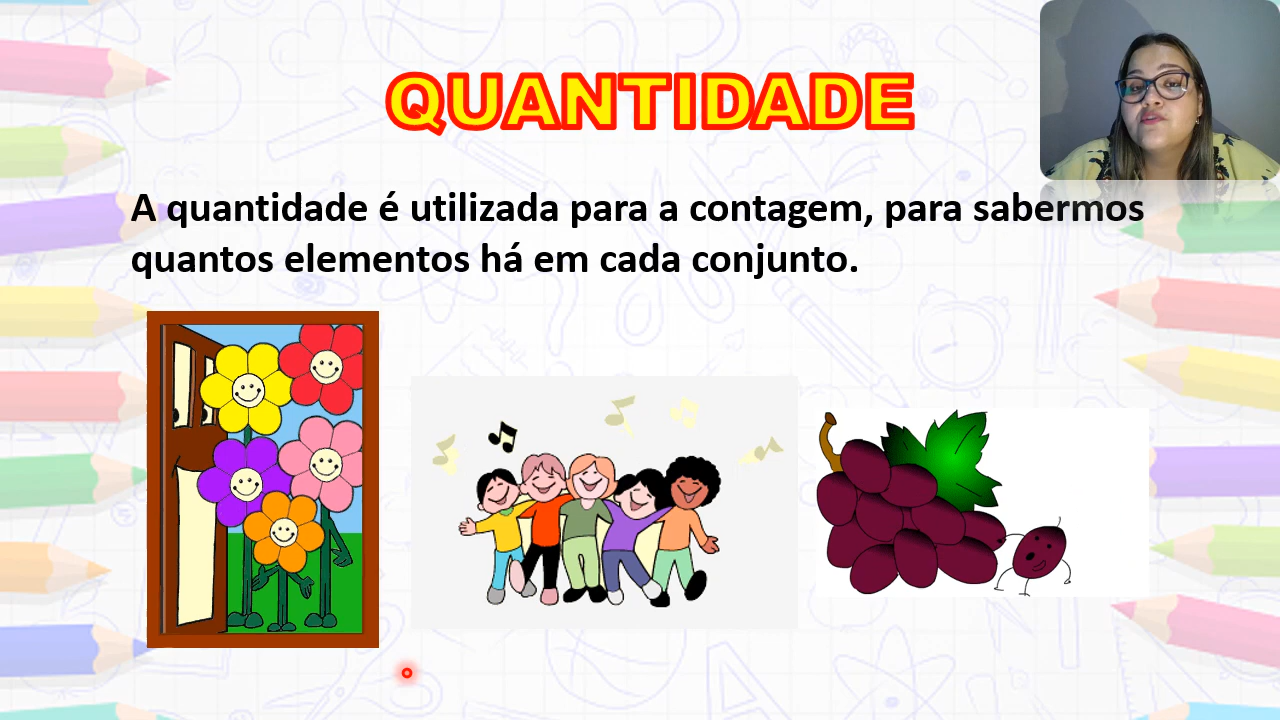 QUANTIDADE
A quantidade é utilizada para a contagem, para sabermos
quantos elementos há em cada conjunto.